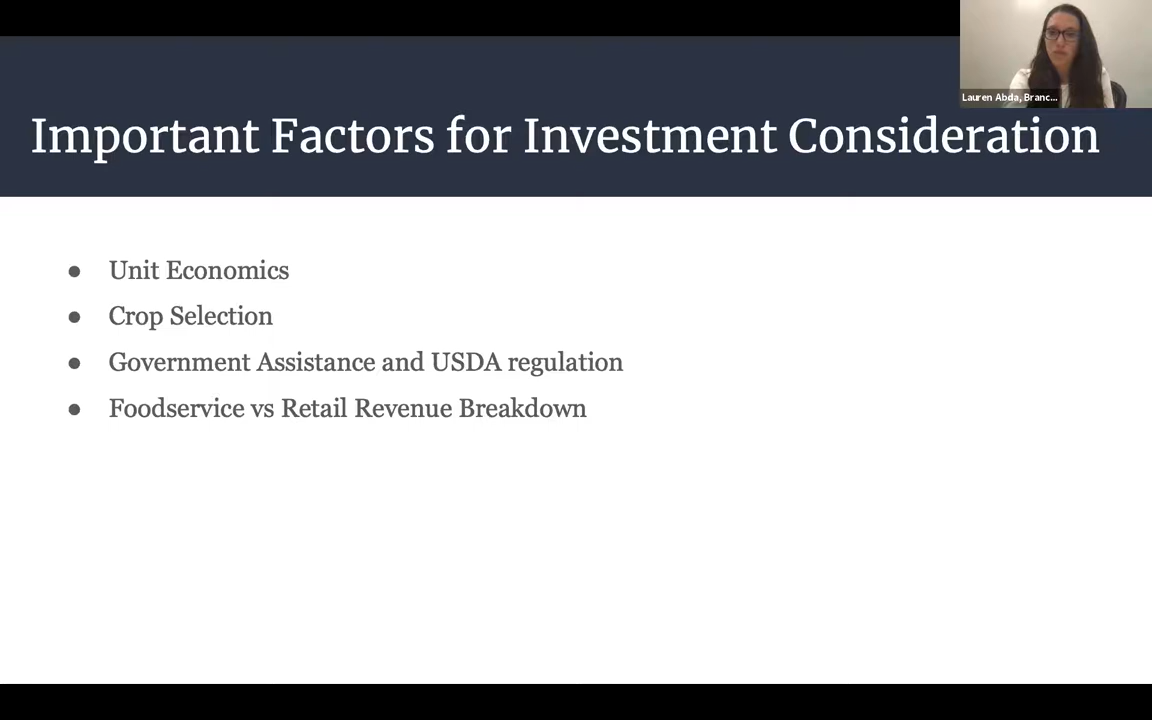 Lauren Abda, Branc...
Important Factors for Investment Consideration
● Unit Economics
● Crop Selection
● Government Assistance and USDA regulation
● Foodservice vs Retail Revenue Breakdown